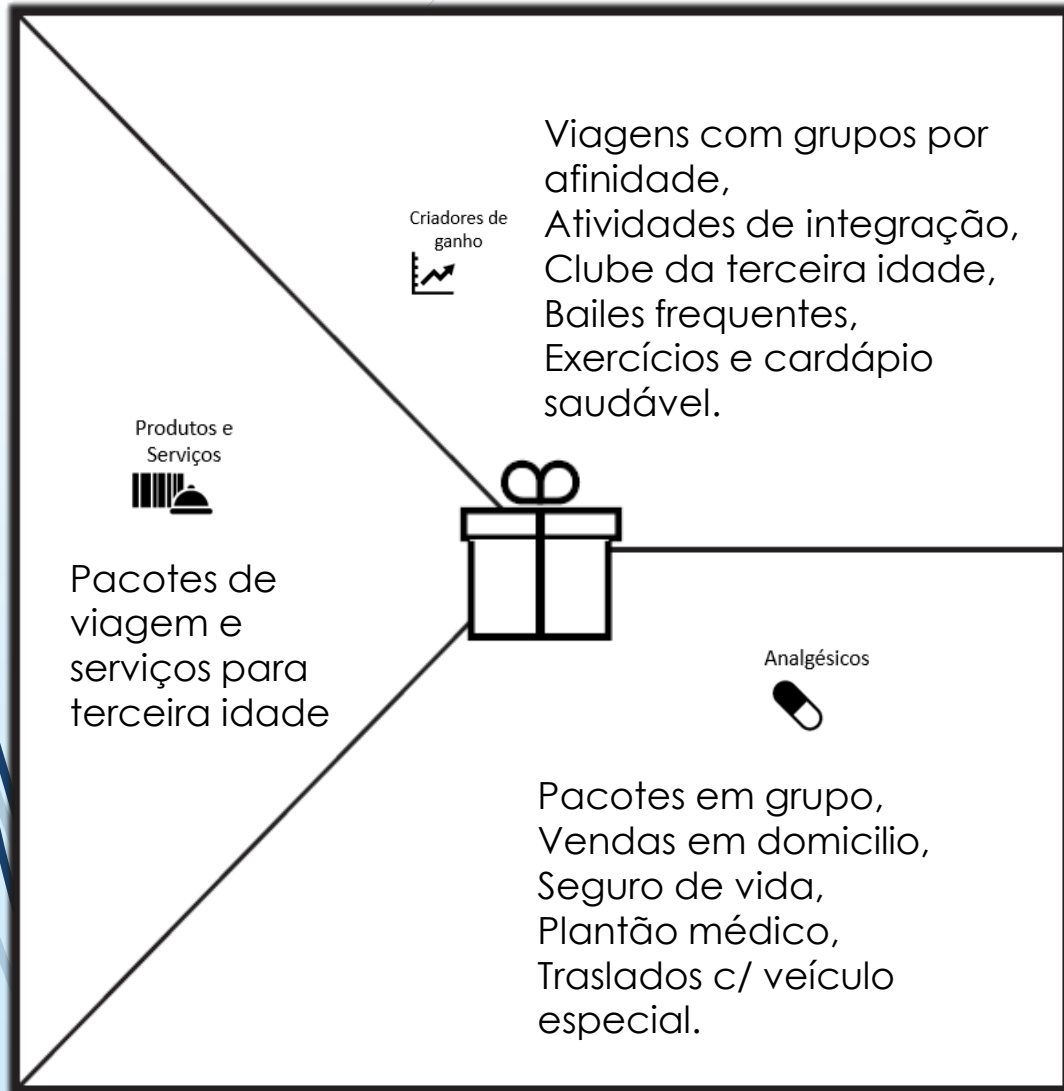 Criadores de
ganho
Viagens com grupos por
afinidade,
Atividades de integração,
Clube da terceira idade,
Bailes frequentes,
Exercícios e cardápio
saudável.
Produtos e
Serviços
Pacotes de
viagem e
serviços para
terceira idade
Analgésicos
Pacotes em grupo,
Vendas em domicilio,
Seguro de vida,
Plantão médico,
Traslados c/ veículo
especial.